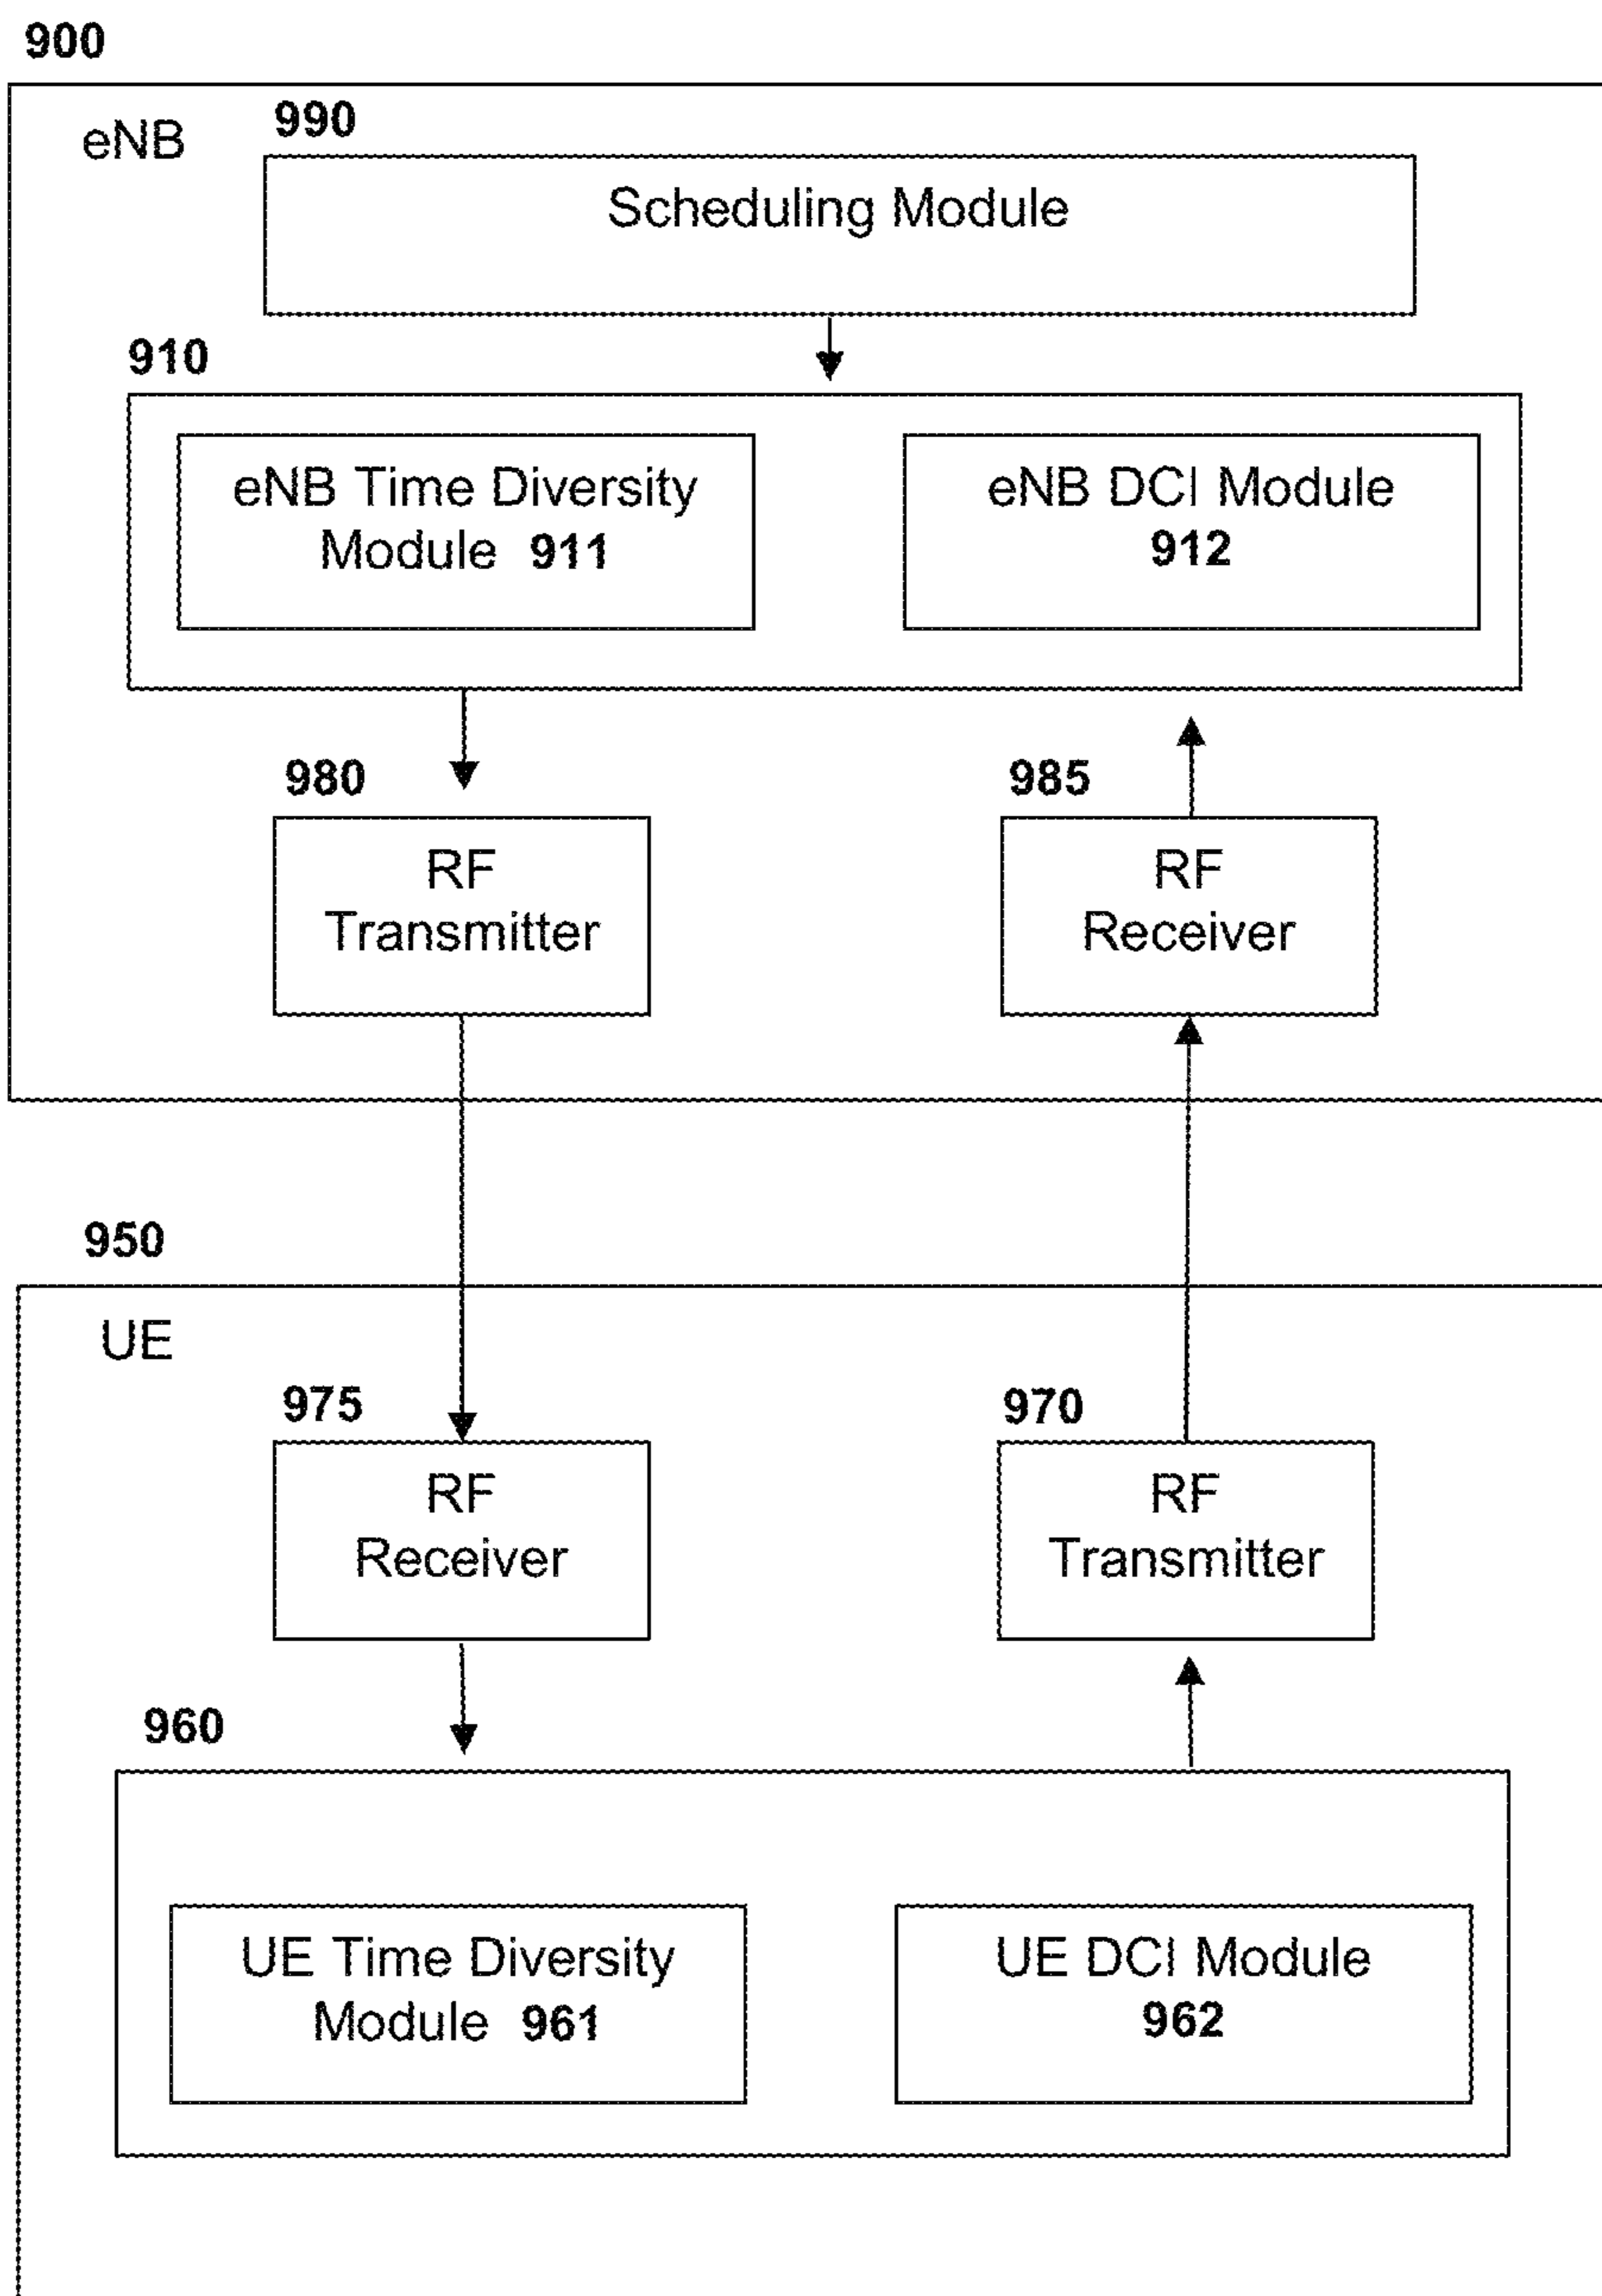 900
eNB
990
Scheduling Module
910
eNB Time Diversity
Module 911
eNB DCI Module
912
980
RF
Transmitter
985
RF
Receiver
950
UE
975
RF
Receiver
970
RF
Transmitter
960
UE Time Diversity
Module 961
UE DCI Module
962